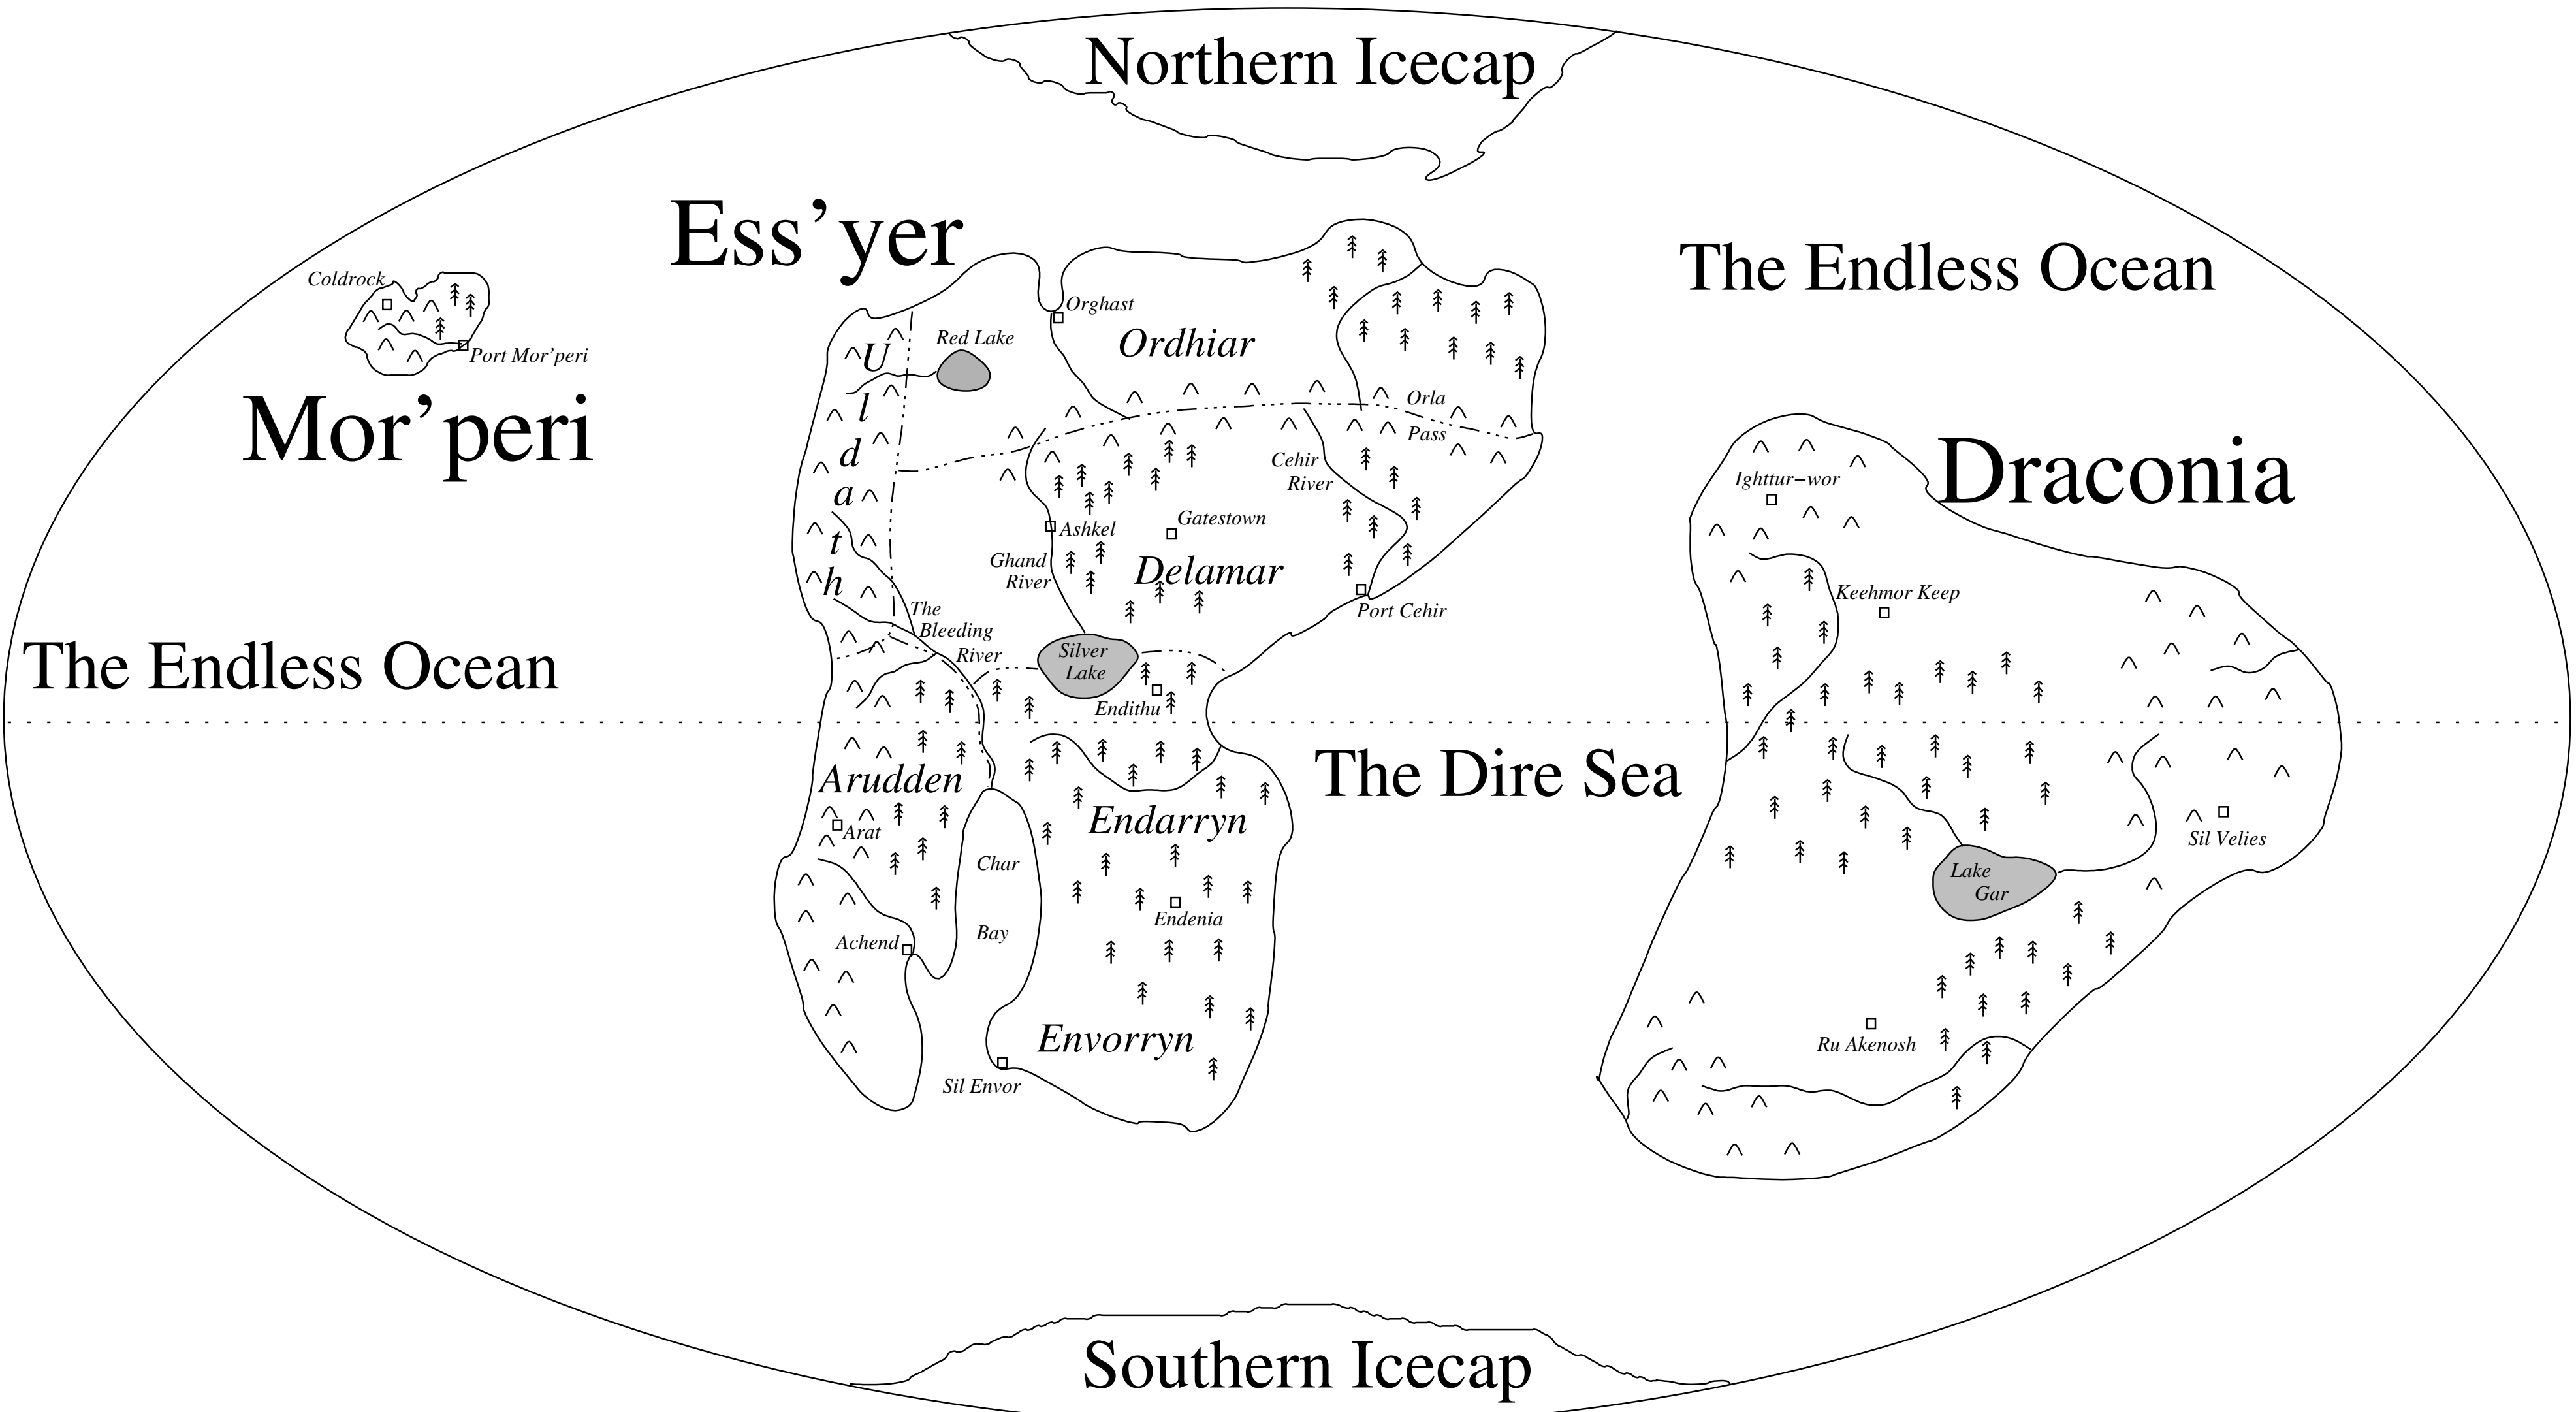 Northern Icecap
Ess’yer
The Endless Ocean
Coldrock
Port Mor’peri
Mor’peri
Orghast
Ordhiar
Red Lake
Uldath
Orla
Pass
Cehir
River
Gatestown
Ashkel
Ghand
River
Delamar
Port Cehir
The
Bleeding
River
Silver
Lake
Endithu
Draconia
Ighttur–wor
Keehmor Keep
The Endless Ocean
The Dire Sea
Arudden
Arat
Endarryn
Char
Bay
Endenia
Achend
Envorryn
Sil Envor
Sil Velies
Lake
Gar
Ru Akenosh
Southern Icecap